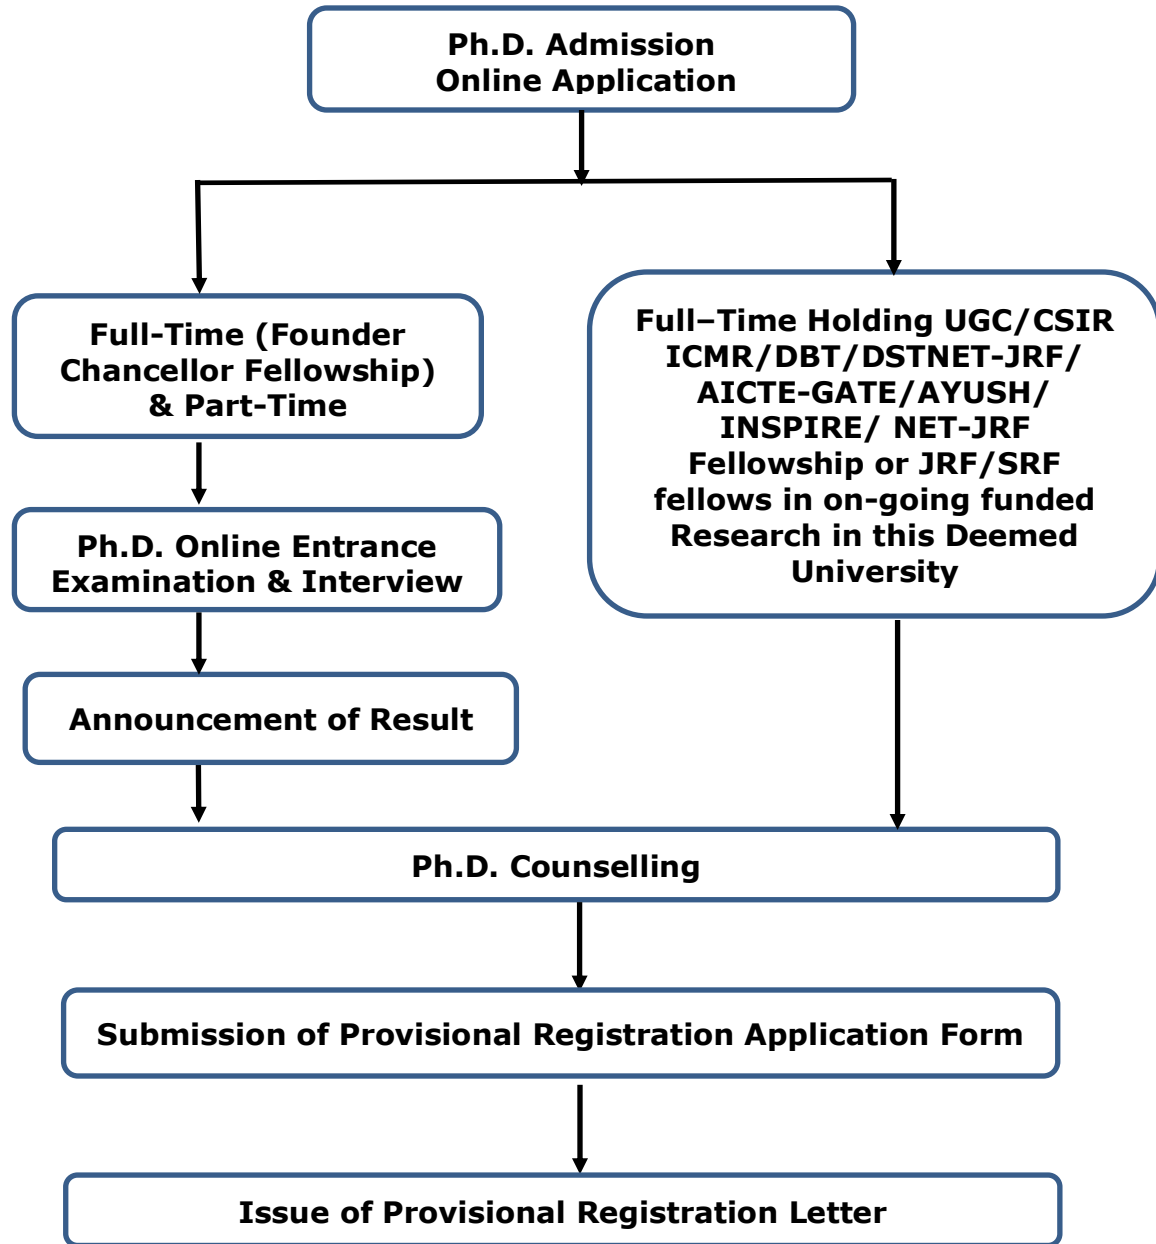 Ph.D. Admission
Online Application
Full-Time (Founder
Chancellor Fellowship)
& Part-Time
Ph.D. Online Entrance
Examination & Interview
Announcement of Result
Full–Time Holding UGC/CSIR
ICMR/DBT/DSTNET-JRF/
AICTE-GATE/AYUSH/
INSPIRE/ NET-JRF
Fellowship or JRF/SRF
fellows in on-going funded
Research in this Deemed
University
Ph.D. Counselling
Submission of Provisional Registration Application Form
Issue of Provisional Registration Letter